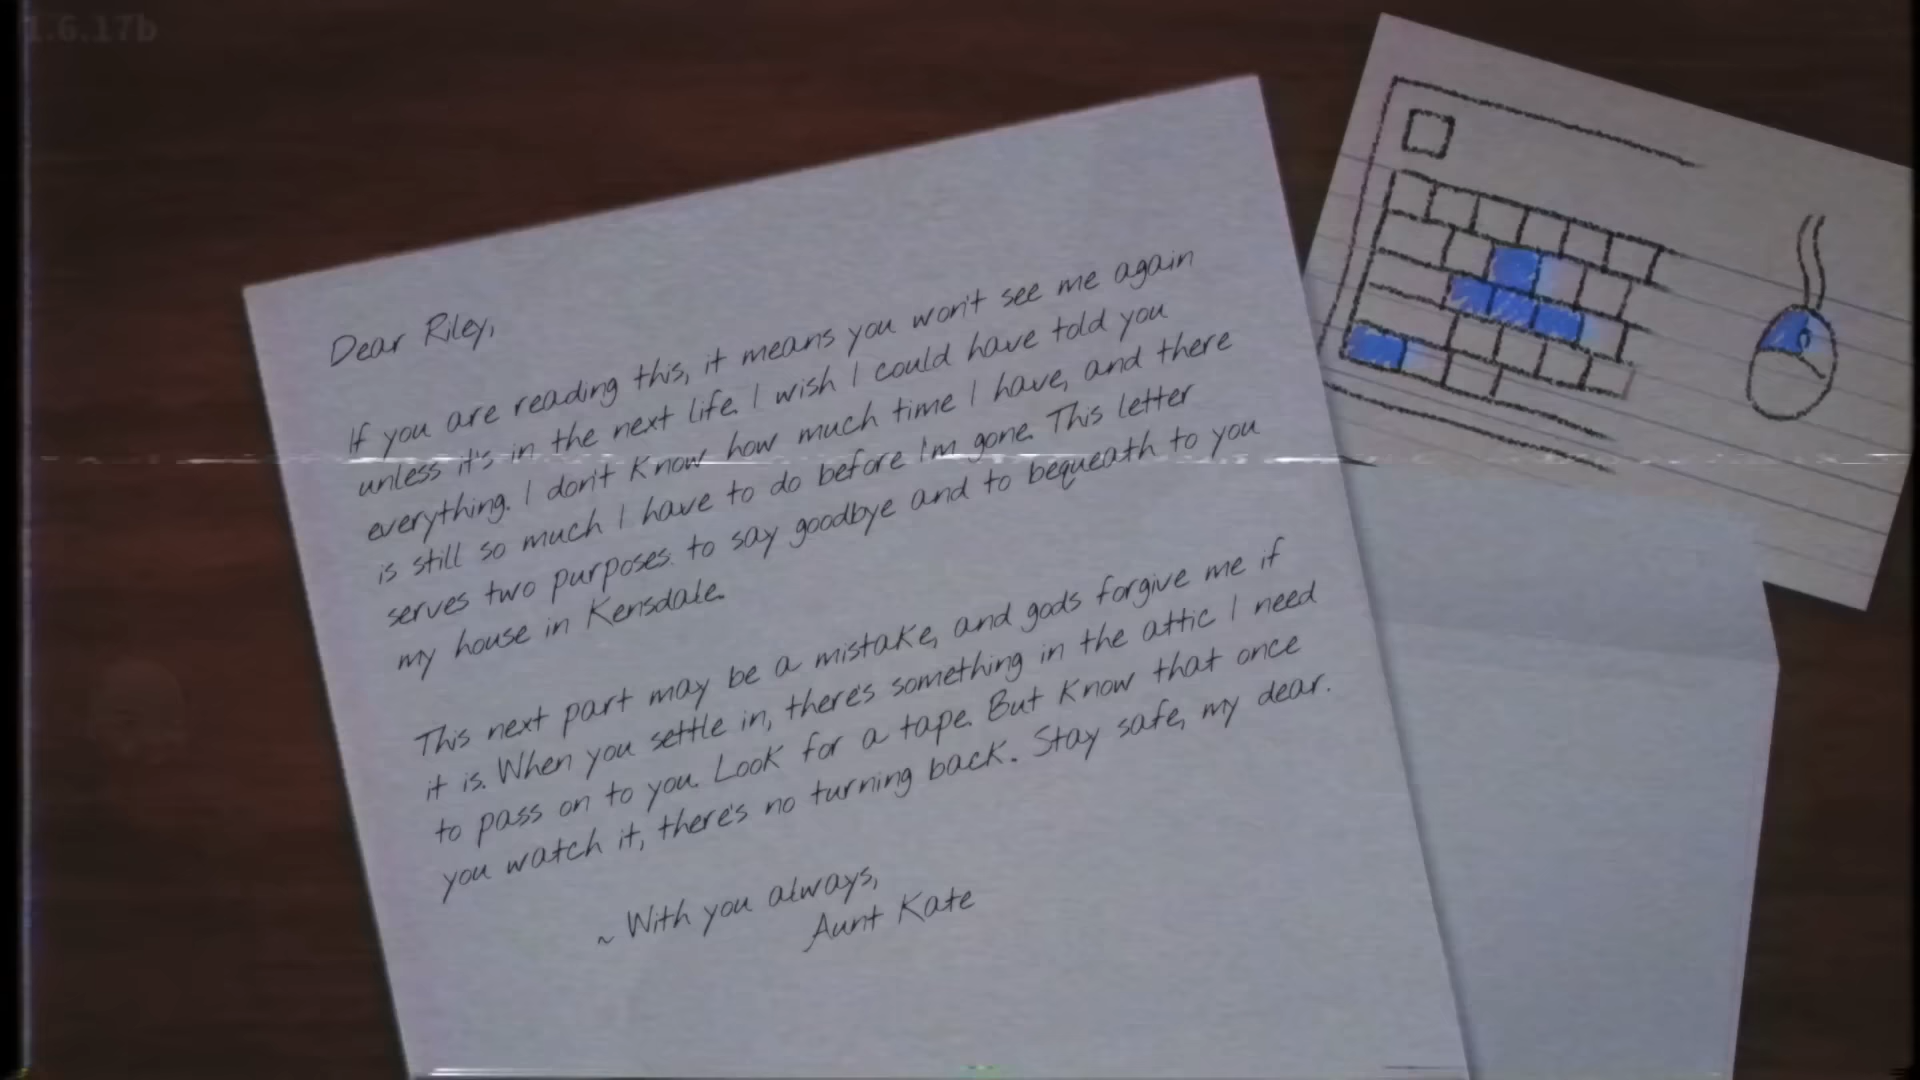 1.6.17b
Dear Riley,
If you are reading this, it means you won't see me again
unless it's in the next life. I wish I could have told you
everything. I don't know how much time I have, and there
is still so much I have to do before I'm gone. This letter
serves two purposes: to say goodbye and to bequeath to you
my house in Kensdale.
This next part may be a mistake, and gods forgive me if
it is. When you settle in, there's something in the attic I need
to pass on to you. Look for a tape. But know that once
you watch it, there's no turning back. Stay safe, my dear.
~ With you always,
Aunt Kate